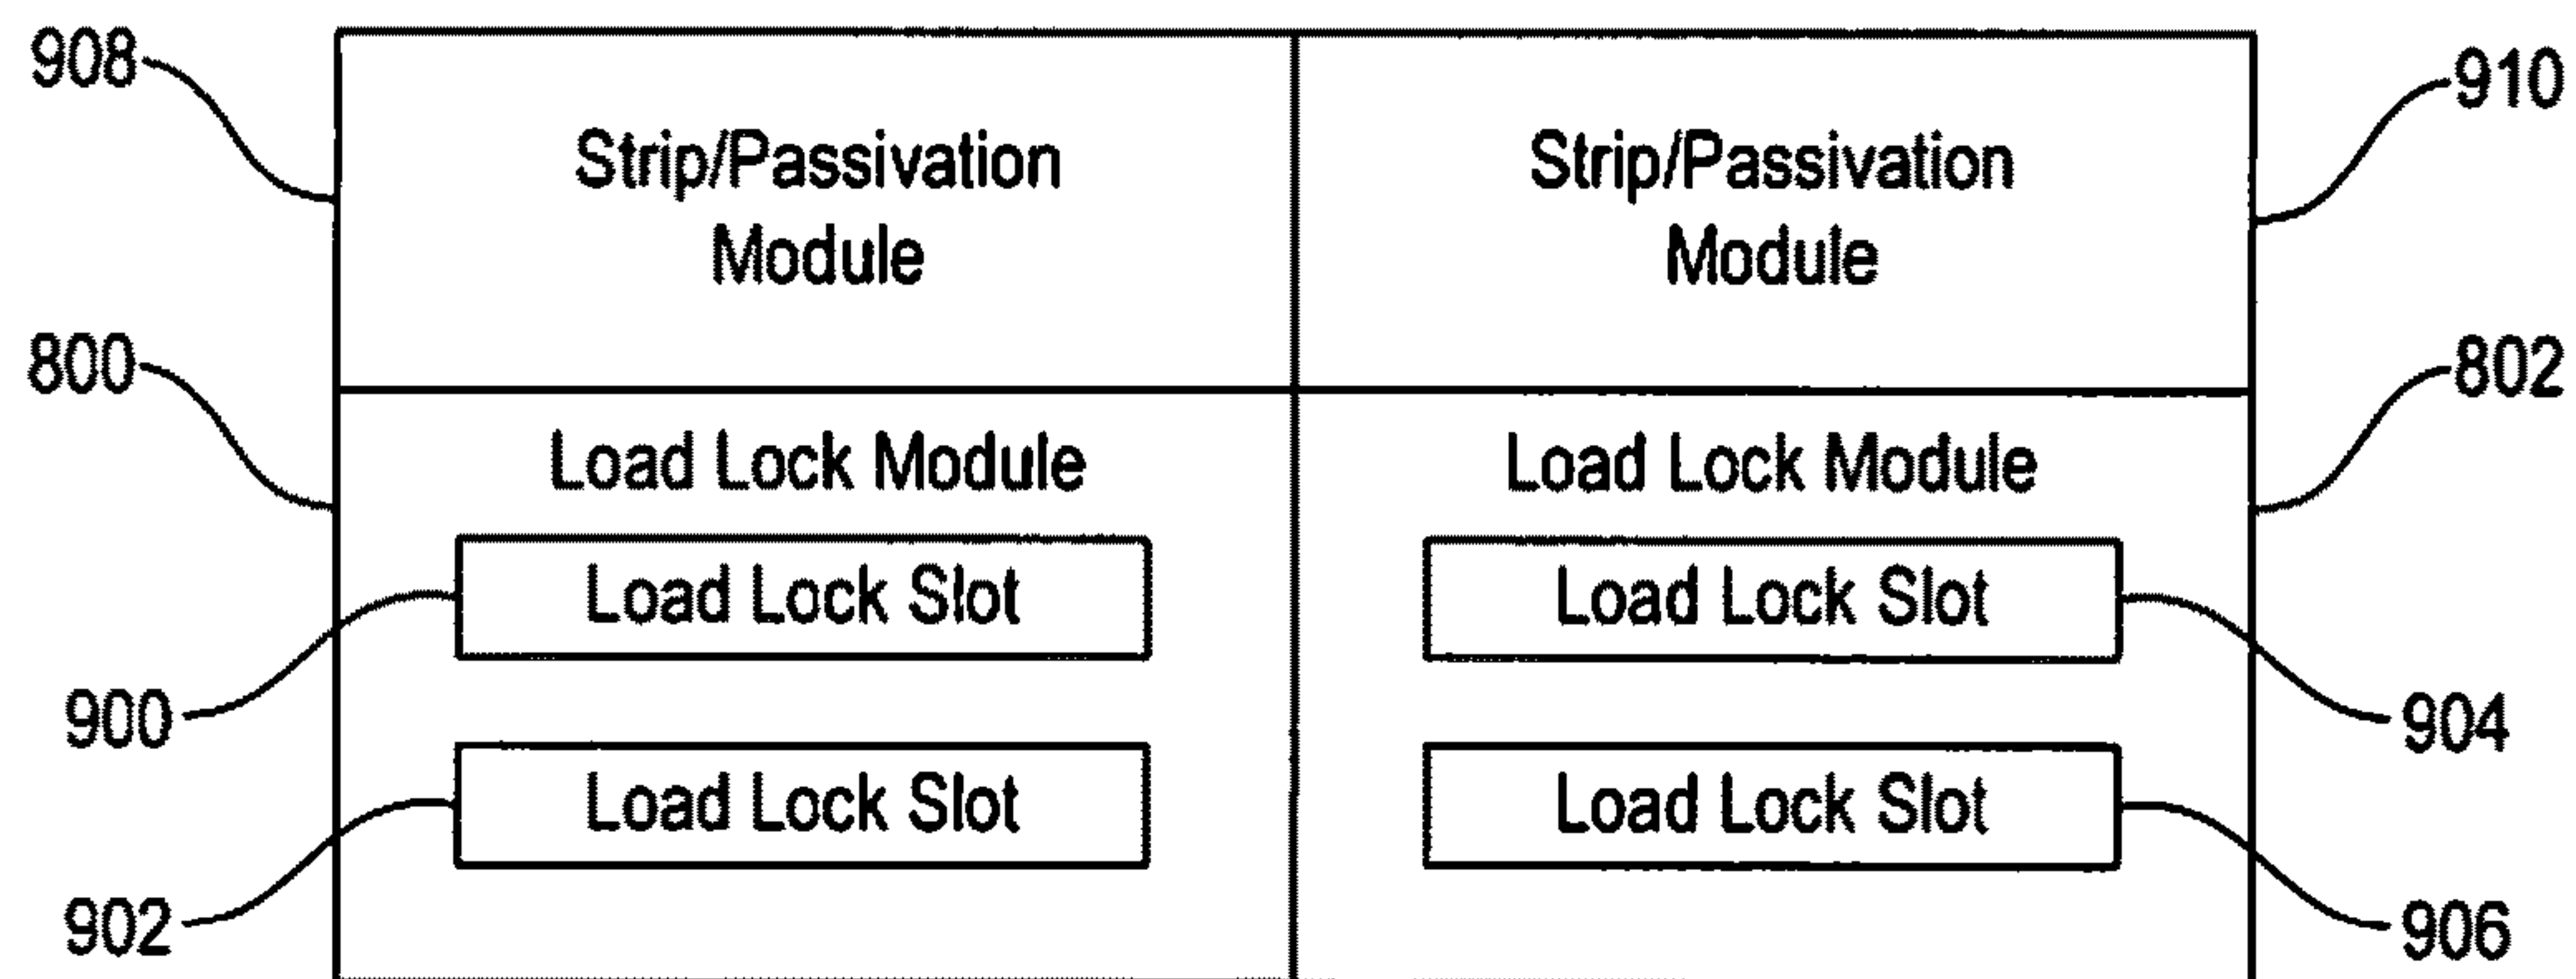 908
910
Strip/Passivation
Module
Strip/Passivation
Module
800
802
Load Lock Module
Load Lock Module
Load Lock Slot
Load Lock Slot
900
904
Load Lock Slot
Load Lock Slot
902
906